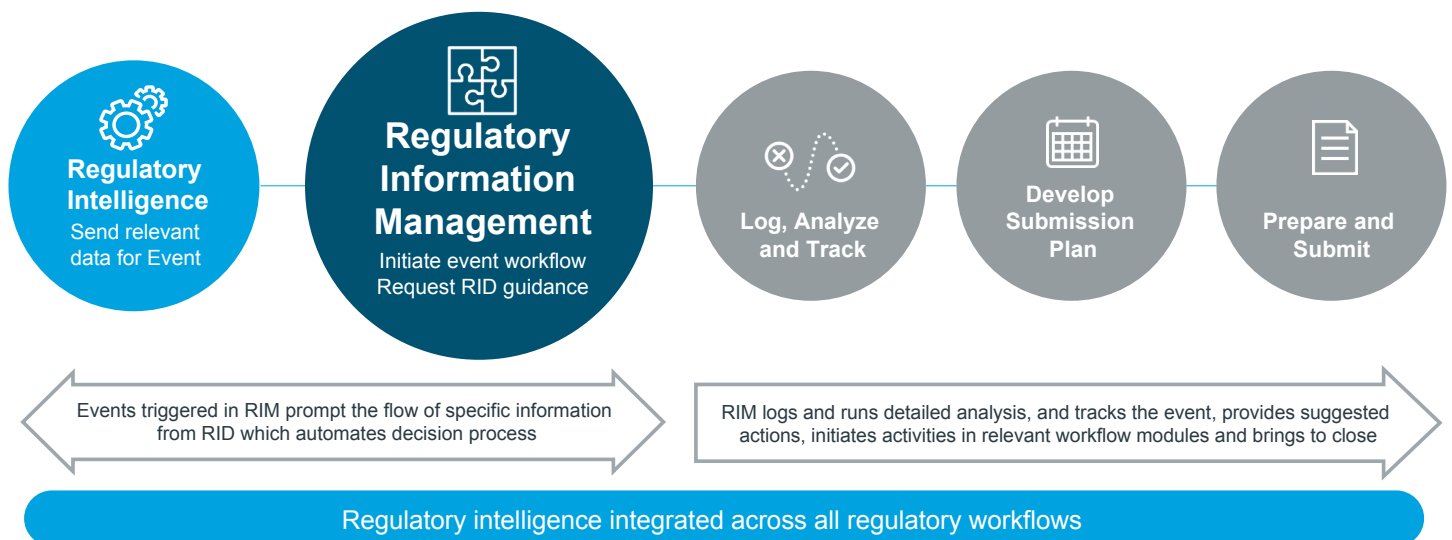 Regulatory
Intelligence
Send relevant
data for Event
Regulatory
Information
Management
Initiate event workflow
Request RID guidance
Log, Analyze
and Track
Develop
Submission
Plan
Prepare and
Submit
Events triggered in RIM prompt the flow of specific information
from RID which automates decision process
RIM logs and runs detailed analysis, and tracks the event, provides suggested
actions, initiates activities in relevant workflow modules and brings to close
Regulatory intelligence integrated across all regulatory workflows